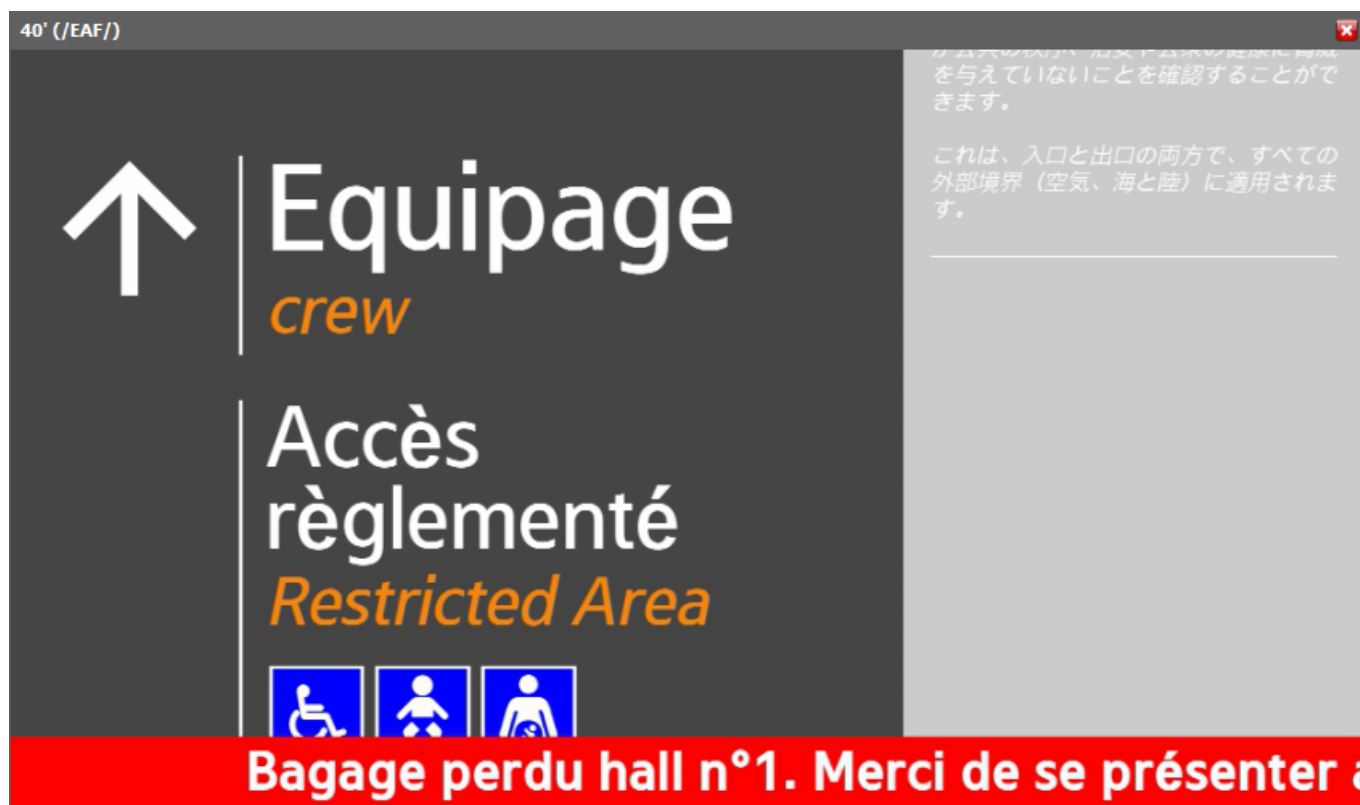 40' (/EAF/)
Equipage
crew
Accès
règlementé
Restricted Area
を与えていないことを確認することがで
きます。
これは、入口と出口の両方で、すべての
外部境界（空気、海と陸）に適用されま
す。
Bagage perdu hall n°1. Merci de se présenter